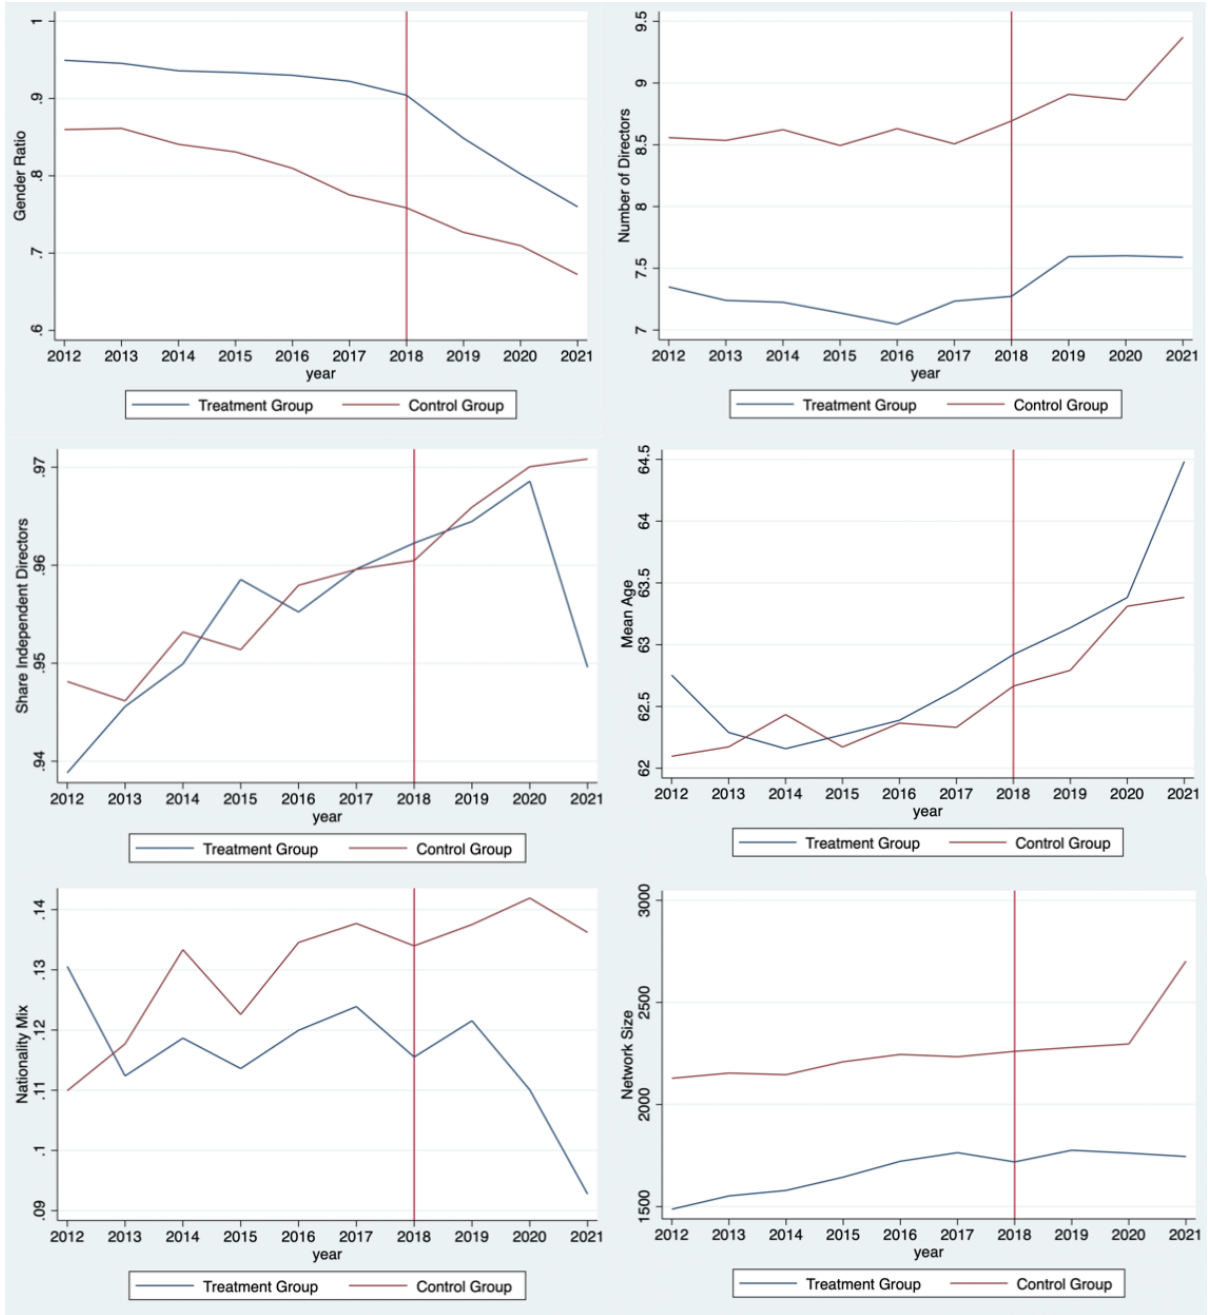 Gender Ratio
1
.9
.8
.7
.6
2012 2013 2014 2015 2016 2017 2018 2019 2020 2021
year
Treatment Group Control Group
Number of Directors
9.5
9
8.5
8
7.5
7
2012 2013 2014 2015 2016 2017 2018 2019 2020 2021
year
Treatment Group Control Group
Share Independent Directors
.97
.96
.95
.94
2012 2013 2014 2015 2016 2017 2018 2019 2020 2021
year
Treatment Group Control Group
Mean Age
64.5
64
63.5
63
62.5
62
2012 2013 2014 2015 2016 2017 2018 2019 2020 2021
year
Treatment Group Control Group
Nationality Mix
.14
.13
.12
.11
.1
.09
2012 2013 2014 2015 2016 2017 2018 2019 2020 2021
year
Treatment Group Control Group
Network Size
3000
2500
2000
1500
2012 2013 2014 2015 2016 2017 2018 2019 2020 2021
year
Treatment Group Control Group